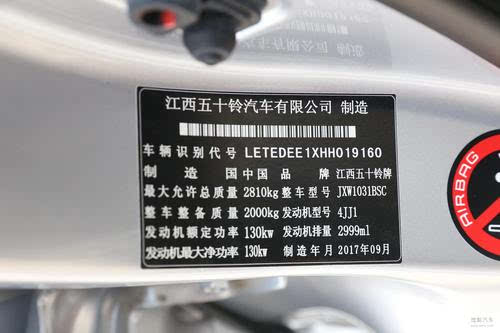 江西五十铃汽车有限公司 制造
车辆识别代号 LETEDEE1XHH019160
制造国 中国 品牌 江西五十铃牌
最大允许总质量 2810kg 整车型号 JXW1031BSC
整车整备质量 2000kg 发动机型号 4JJ1
发动机额定功率 130kw 发动机排量 2999ml
发动机最大净功率 130kw 制造年月 2017年09月
AIRBAG
搜狐汽车